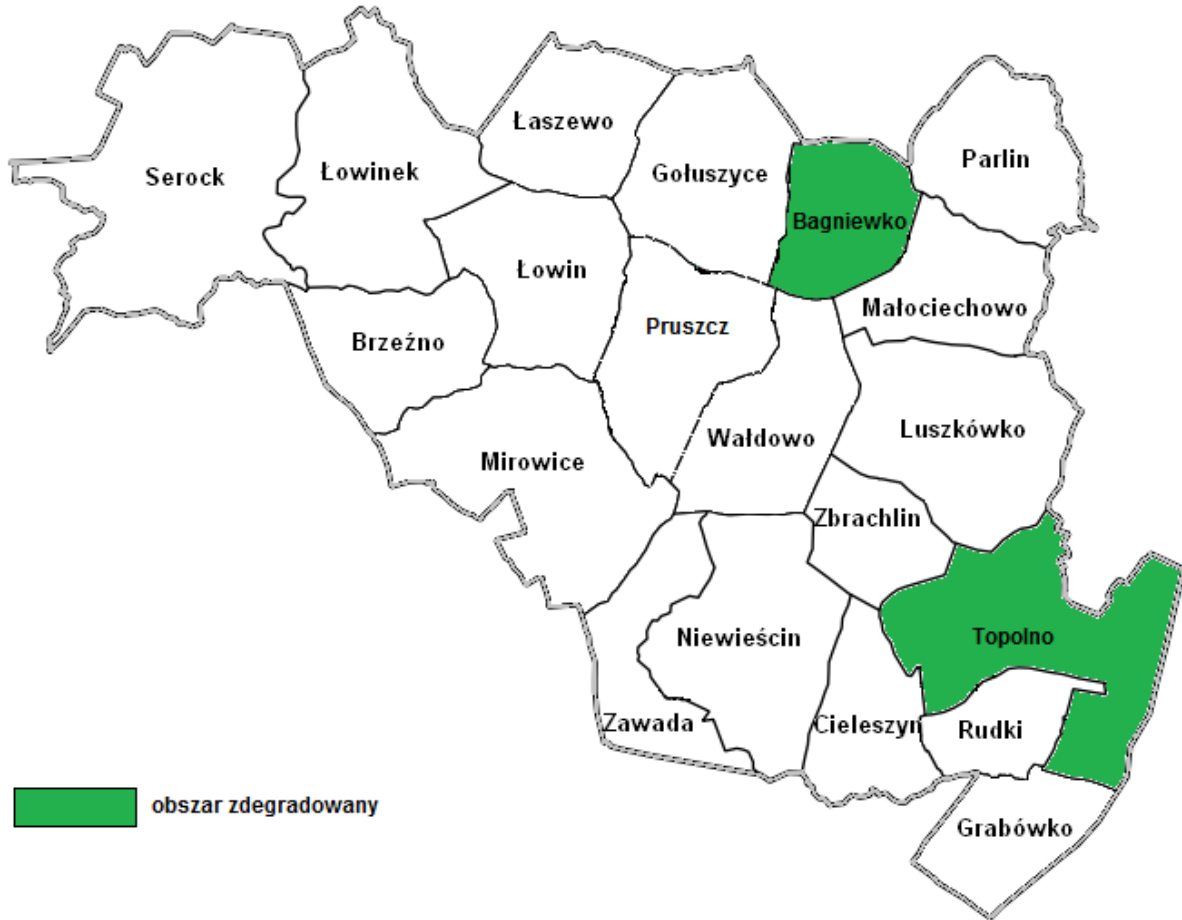 Łaszewo
Parlin
Serock
Łowinek
Gołuszyce
Bagniewko
Łowin
Małociechowo
Pruszcz
Brzeźno
Luszkówko
Wałdowo
Mirowice
Zbrachlin
Niewieścin
Topolno
Zawada
Cieleszyn
Rudki
obszar zdegradowany
Grabówko